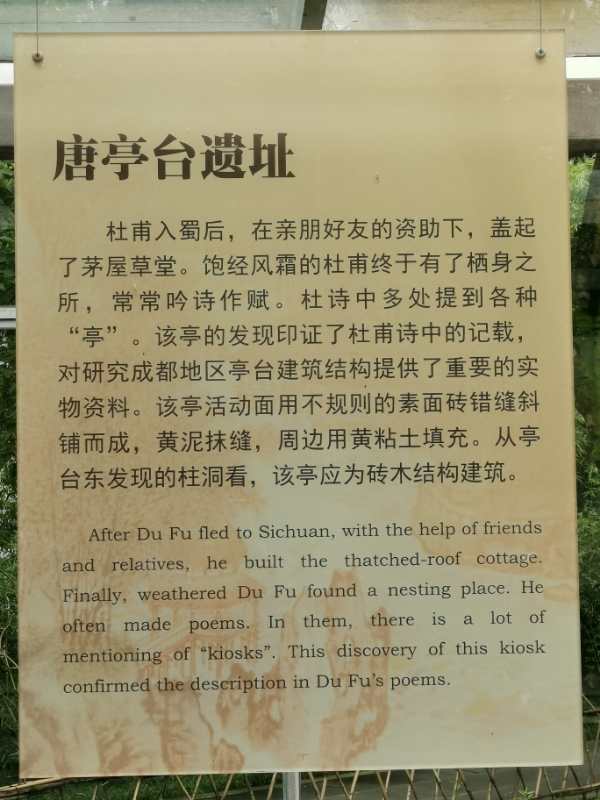 唐亭台遗址
杜甫入蜀后，在亲朋好友的资助下，盖起
了茅屋草堂。饱经风霜的杜甫终于有了栖身之
所，常常吟诗作赋。杜诗中多处提到各种
“亭”。该亭的发现印证了杜甫诗中的记载，
对研究成都地区亭台建筑结构提供了重要的实
物资料。该亭活动面用不规则的素面砖错缝斜
铺而成，黄泥抹缝，周边用黄粘土填充。从亭
台东发现的柱洞看，该亭应为砖木结构建筑。
After Du Fu fled to Sichuan, with the help of friends
and relatives, he built the thatched-roof cottage.
Finally, weathered Du Fu found a nesting place. He
often made poems. In them, there is a lot of
mentioning of “kiosks”. This discovery of this kiosk
confirmed the description in Du Fu’s poems.